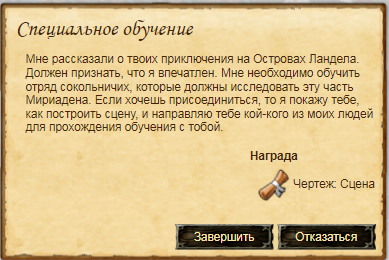 Специальное обучение
Мне рассказали о твоих приключения на Островах Ландела.
Должен признать, что я впечатлен. Мне необходимо обучить
отряд сокольничих, которые должны исследовать эту часть
Мириадена. Если хочешь присоединиться, то я покажу тебе,
как построить сцену, и направляю тебе кой-кого из моих людей
для прохождения обучения с тобой.
Награда
Чертеж: Сцена
Завершить Отказаться